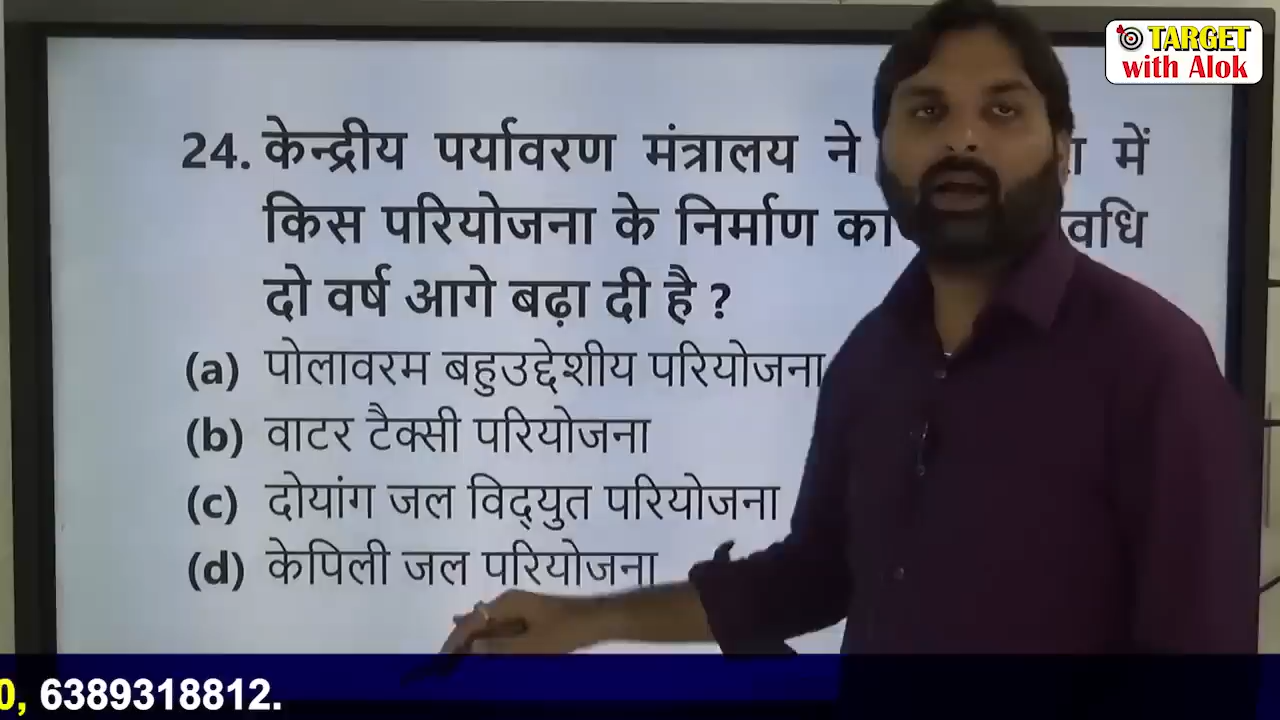 TARGET
with Alok
24. केन्द्रीय पर्यावरण मंत्रालय ने में
किस परियोजना के निर्माण
दो वर्ष आगे बढ़ा दी है ?
(a) पोलावरम बहुउद्देशीय परियोजना
(b) वाटर टैक्सी परियोजना
(c) दोयांग जल विद्युत परियोजना
(d) केपिली जल परियोजना
0, 6389318812.